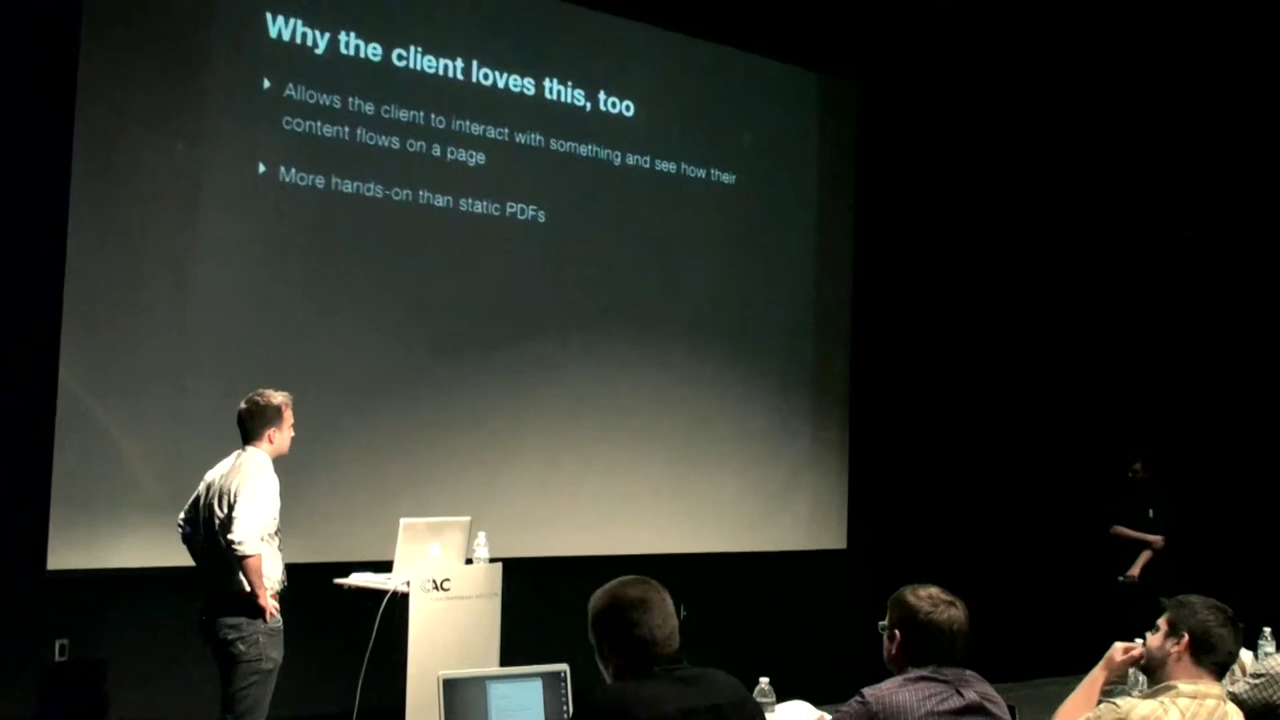 Why the client loves this, too
Allows the client to interact with something and see how their
content flows on a page
More hands-on than static PDFs
CAC